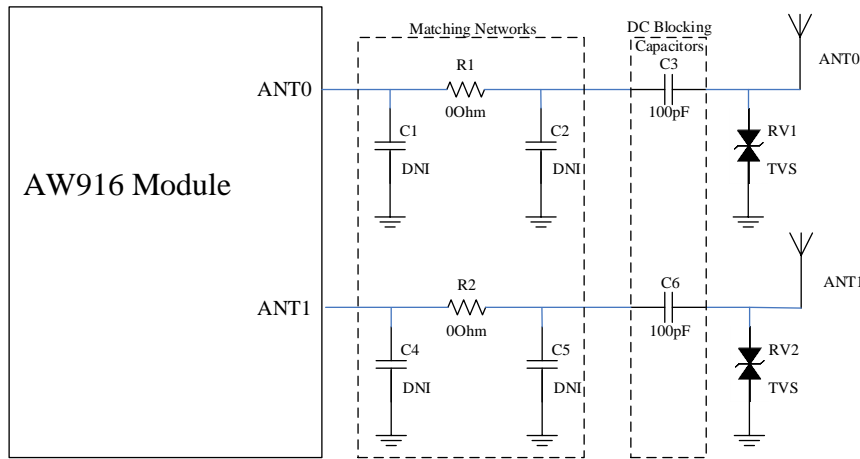 Matching Networks
DC Blocking
Capacitors
ANT0
R1
0Ohm
C1
DNI
C2
DNI
C3
100pF
ANT0
RV1
TVS
AW916 Module
ANT1
R2
0Ohm
C4
DNI
C5
DNI
C6
100pF
ANT1
RV2
TVS